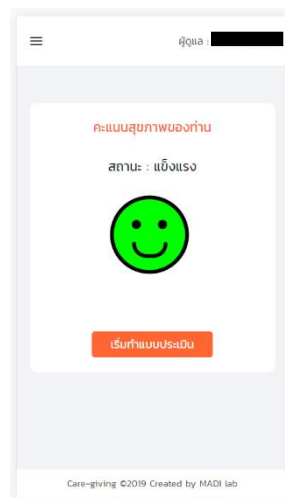 ผู้ดูแล :
คะแนนสุขภาพของท่าน
สถานะ : แข็งแรง
เริ่มทำแบบประเมิน
Care-giving ©2019 Created by MADI lab